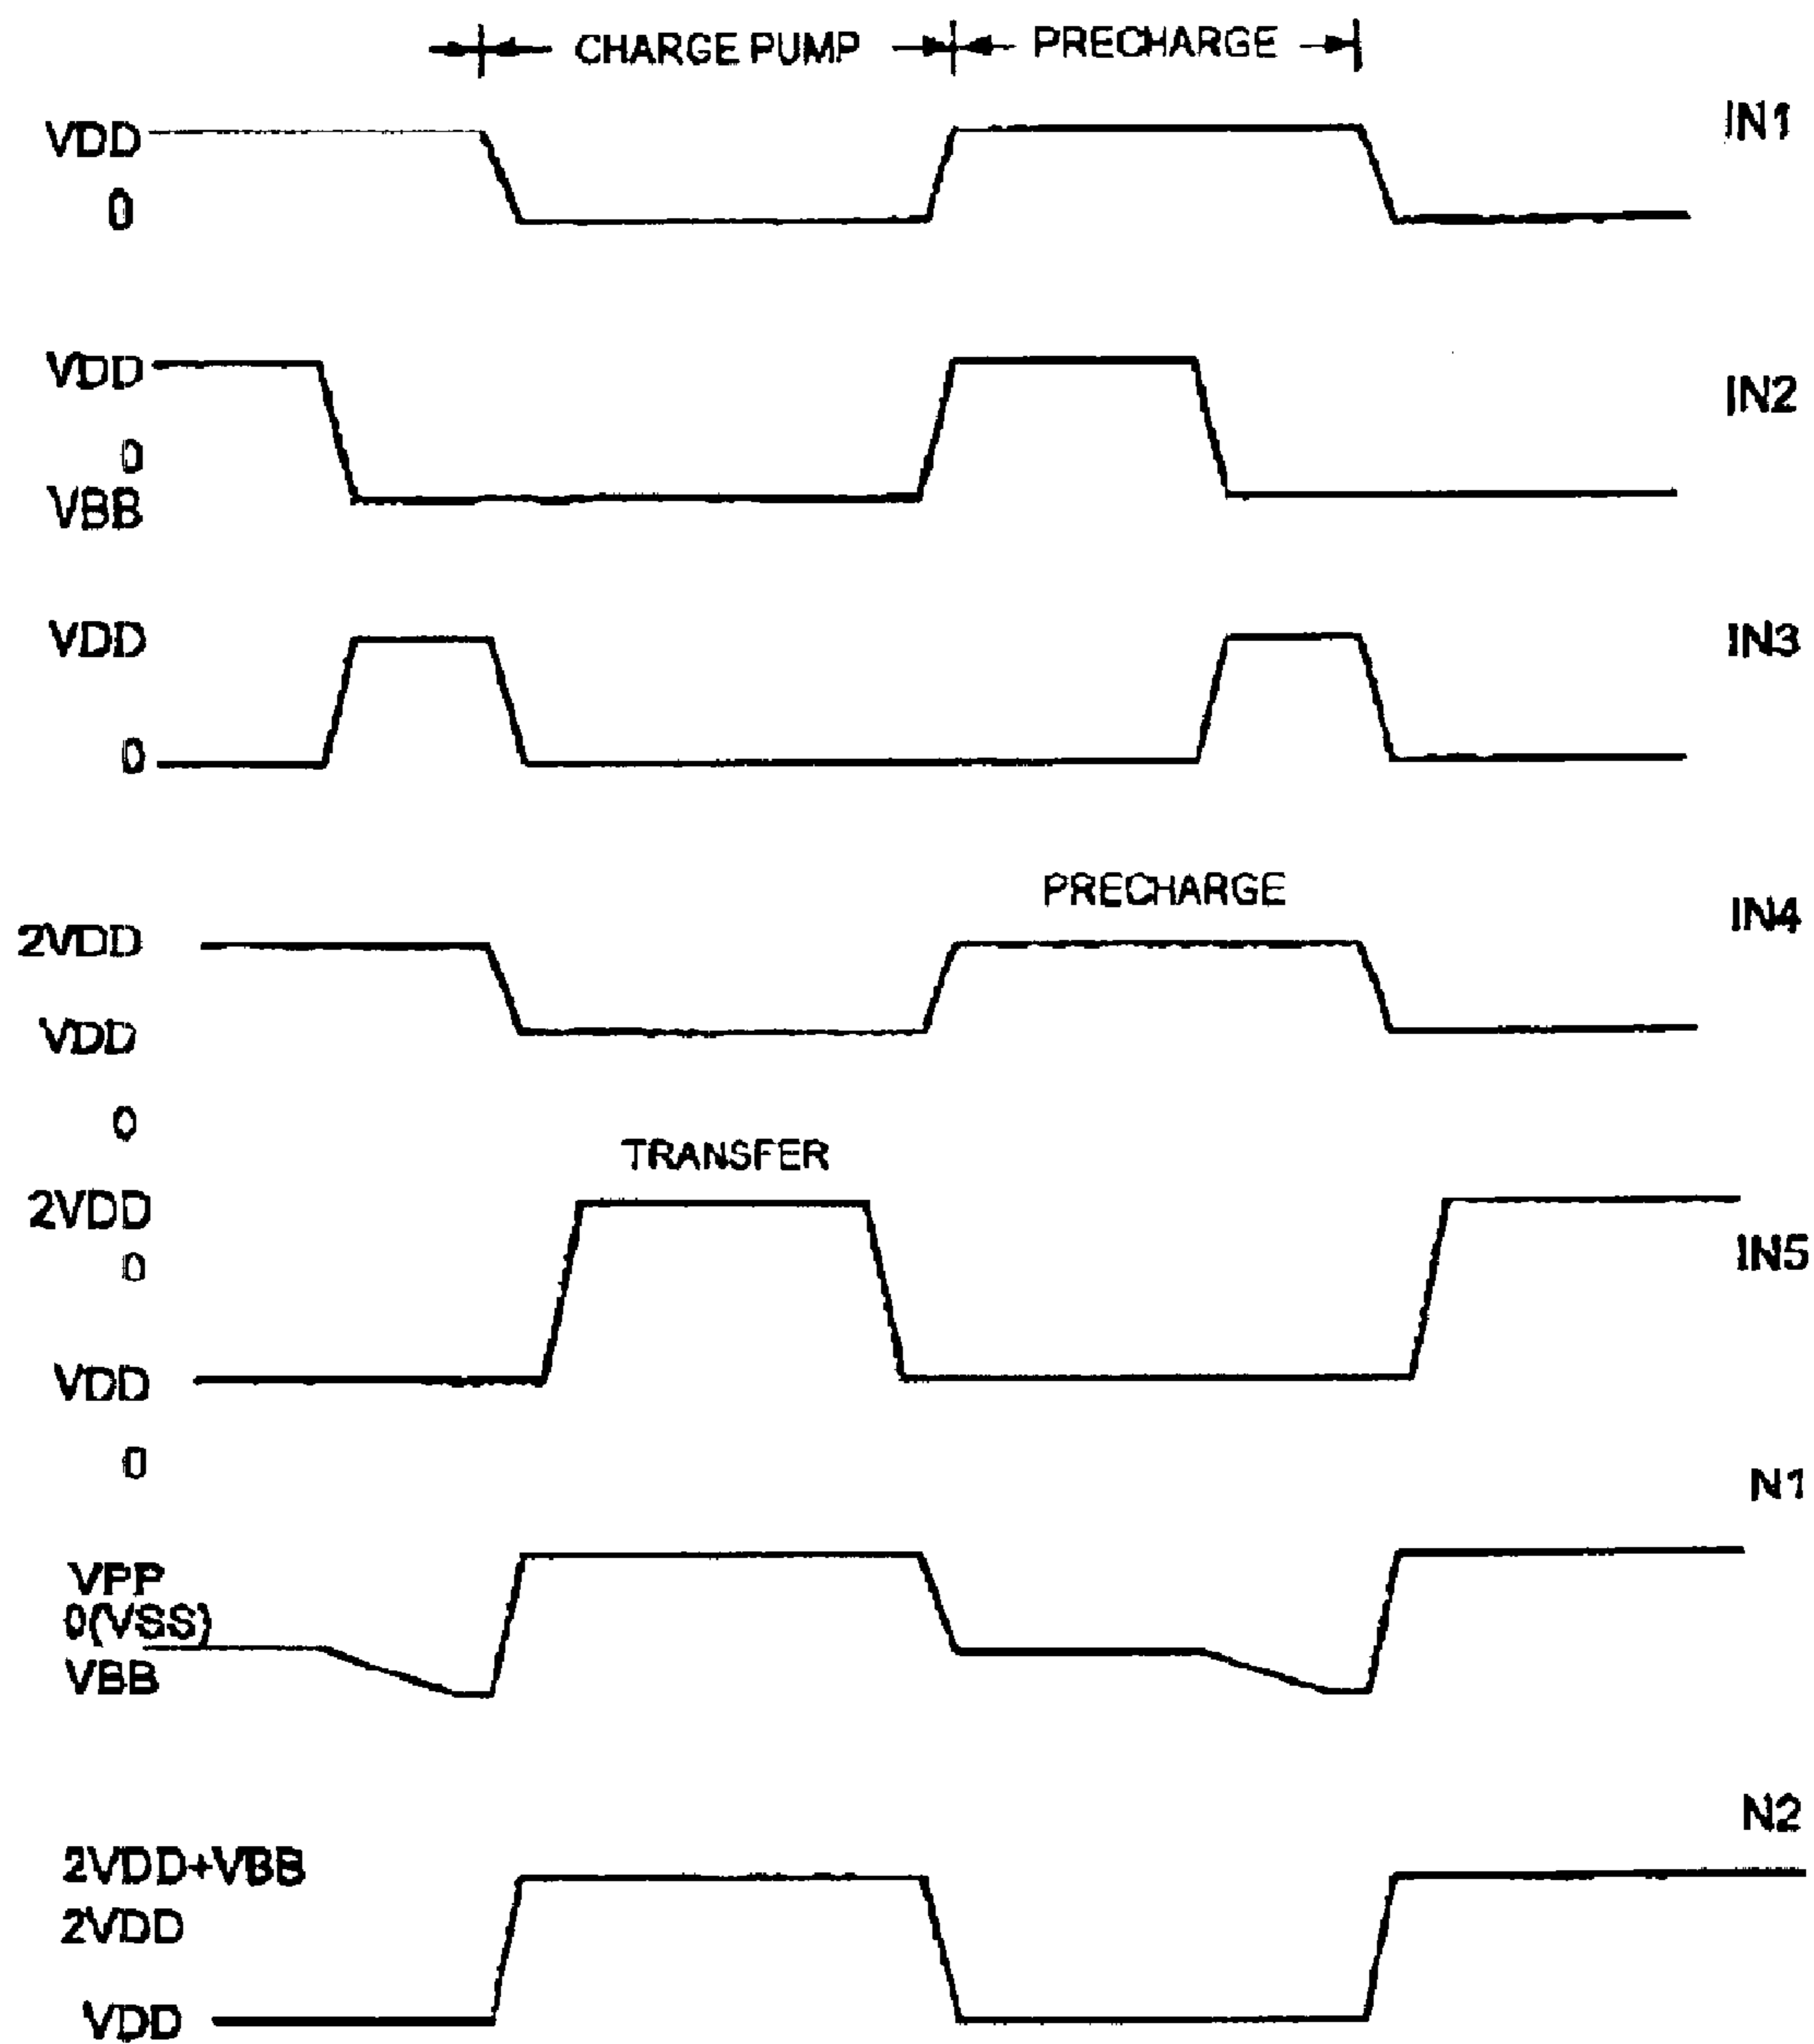 CHARGE PUMP PRECHARGE
VDD IN1
0
VDD IN2
0
VBB
VDD IN3
0
PRECHARGE
2VDD IN4
VDD
0
TRANSFER
2VDD
0 IN5
VDD
0
N1
VPP
0(VSS)
VBB
N2
2VDD+VBB
2VDD
VDD